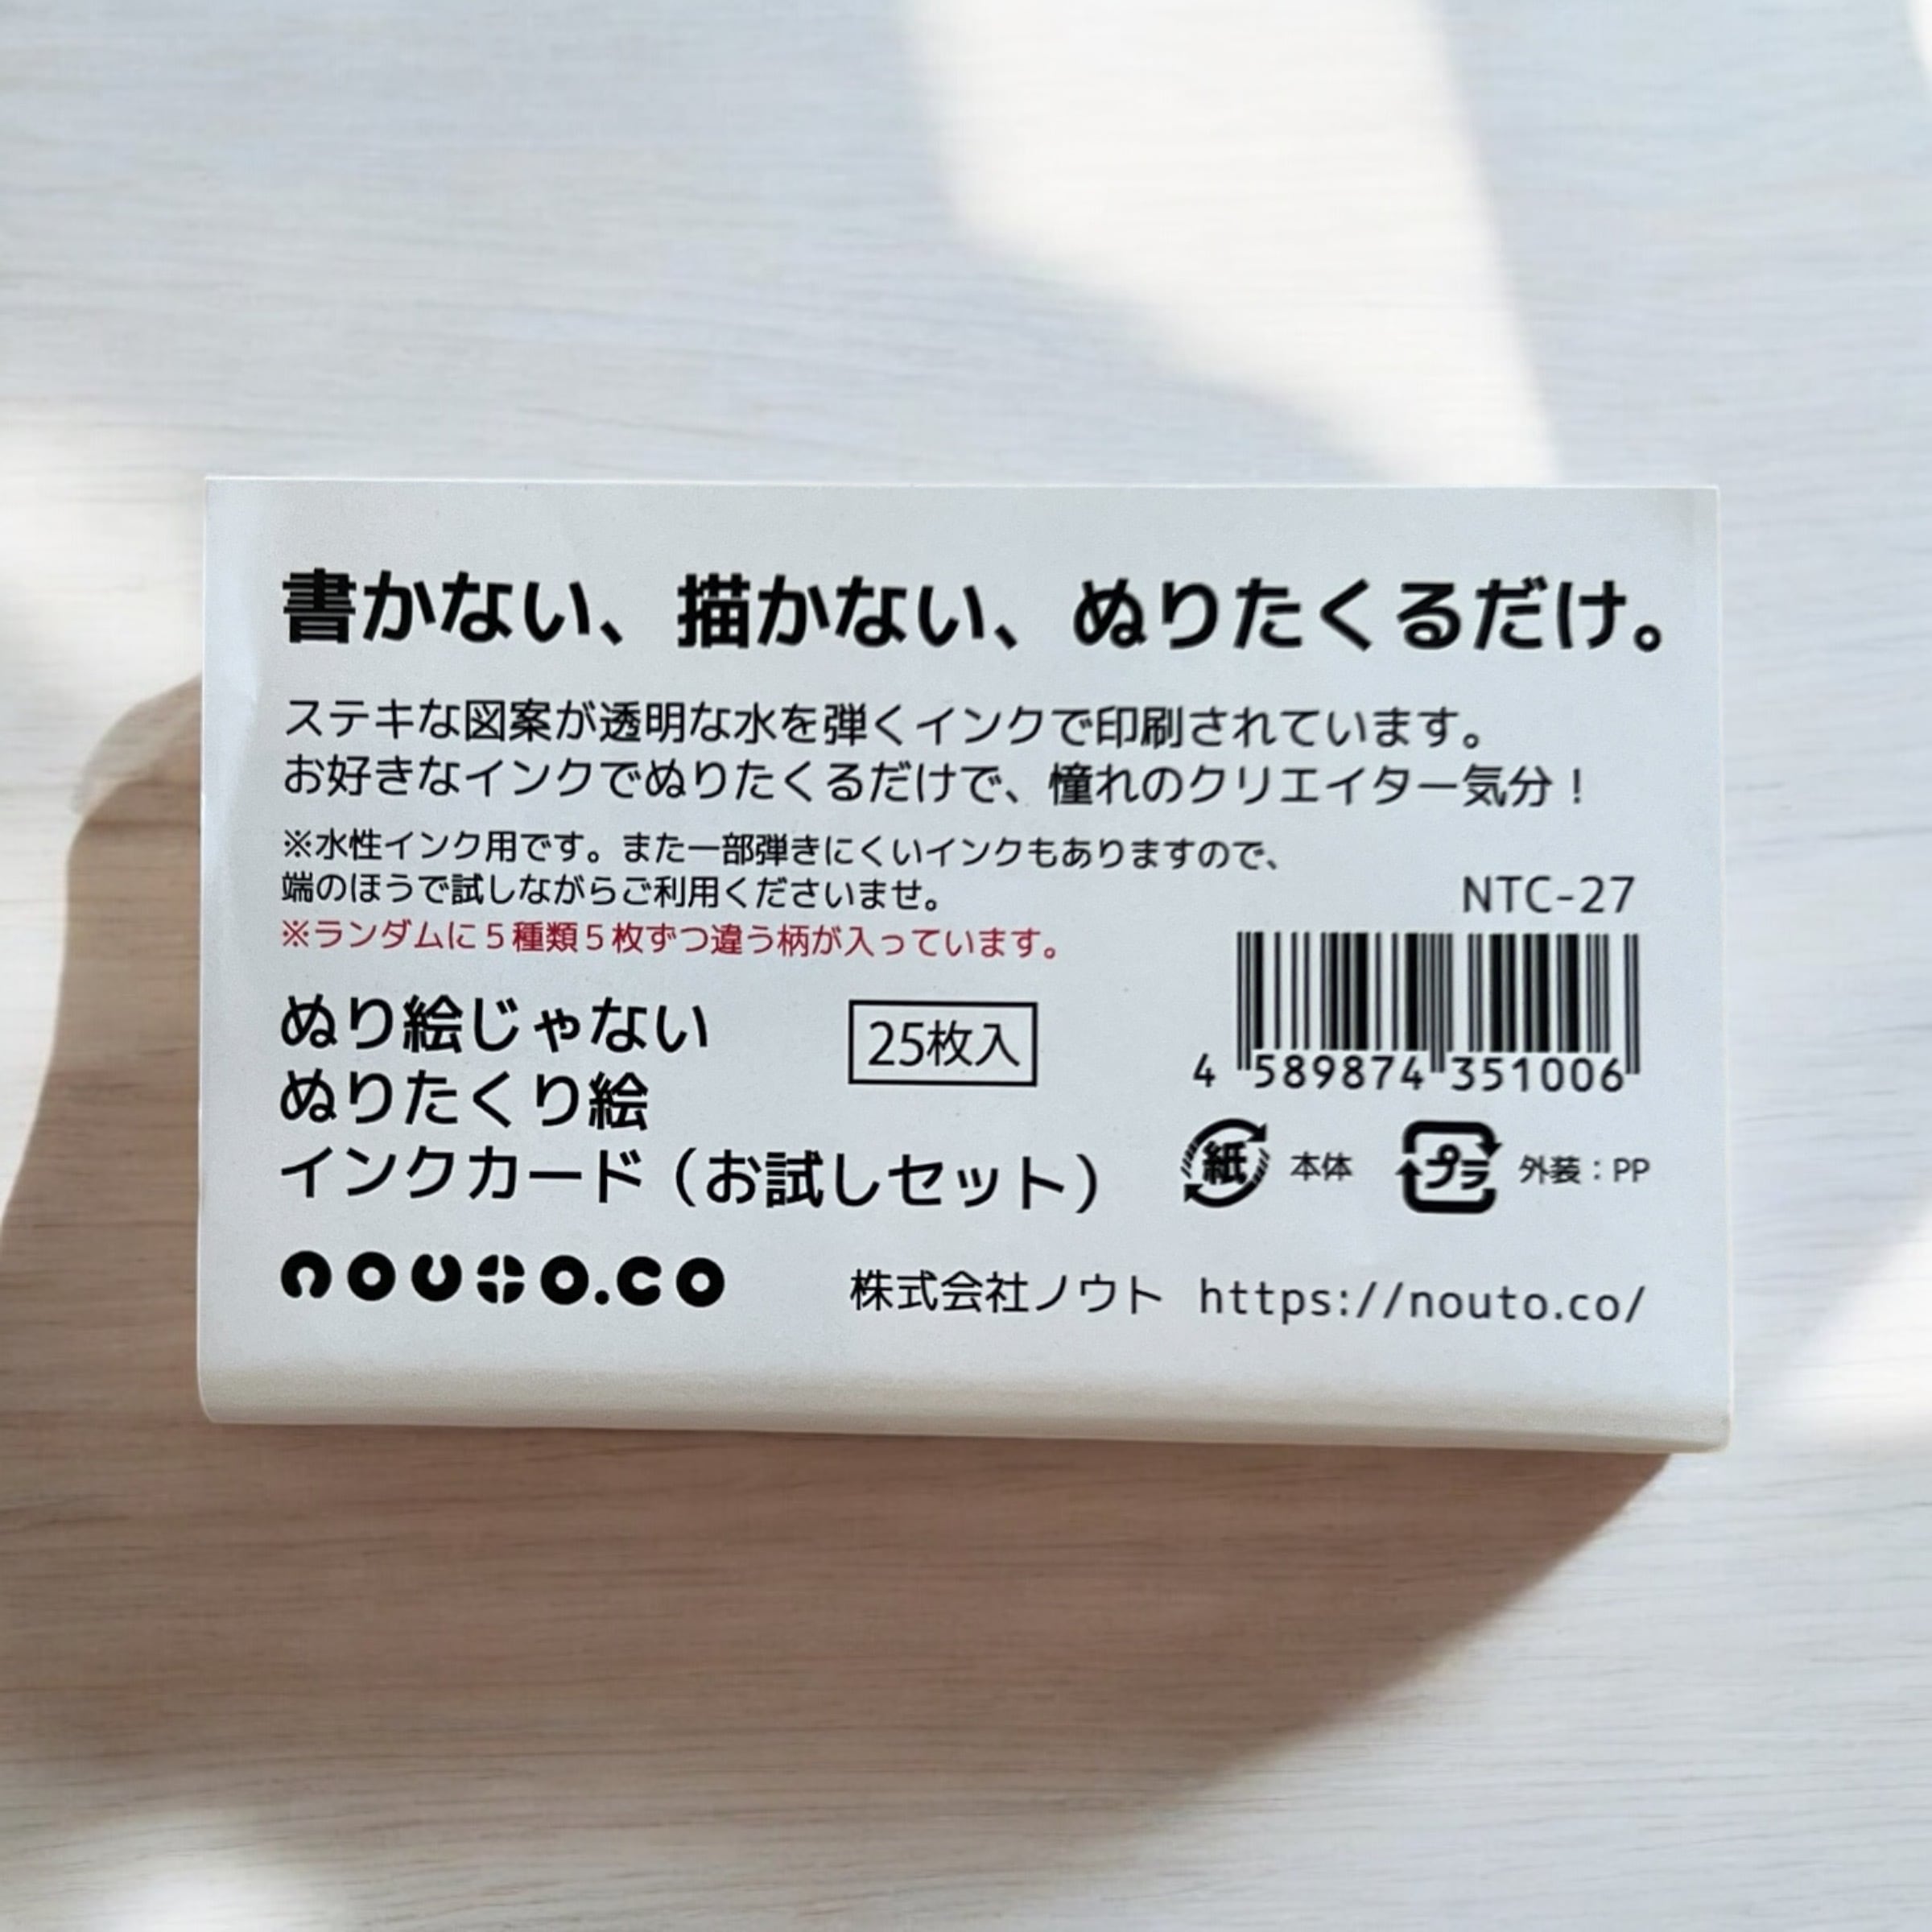 書かない、描かない、ぬりたくるだけ。
ステキな図案が透明な水を弾くインクで印刷されています。
お好きなインクでぬりたくるだけで、憧れのクリエイター気分！
※水性インク用です。また一部弾きにくいインクもありますので、
端のほうで試しながらご利用くださいませ。
※ランダムに５種類５枚ずつ違う柄が入っています。
NTC-27
4 589874 351006
ぬり絵じゃない
ぬりたくり絵
インクカード（お試しセット）
25枚入
紙 本体 プラ 外装：PP
nouto.co
株式会社ノウト https://nouto.co/